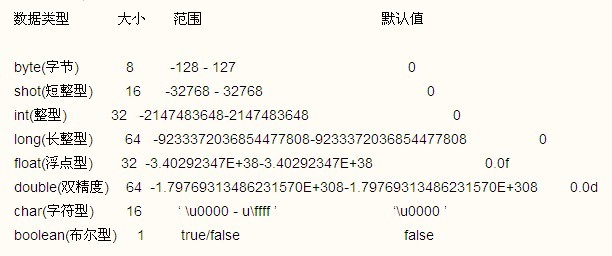 数据类型 大小 范围 默认值
byte(字节) 8 -128 - 127 0
shot(短整型) 16 -32768 - 32768 0
int(整型) 32 -2147483648-2147483648 0
long(长整型) 64 -9233372036854477808-9233372036854477808 0
float(浮点型) 32 -3.40292347E+38-3.40292347E+38 0.0f
double(双精度) 64 -1.79769313486231570E+308-1.79769313486231570E+308 0.0d
char(字符型) 16 ‘ \u0000 - u\ffff ’ ‘\u0000 ’
boolean(布尔型) 1 true/false false